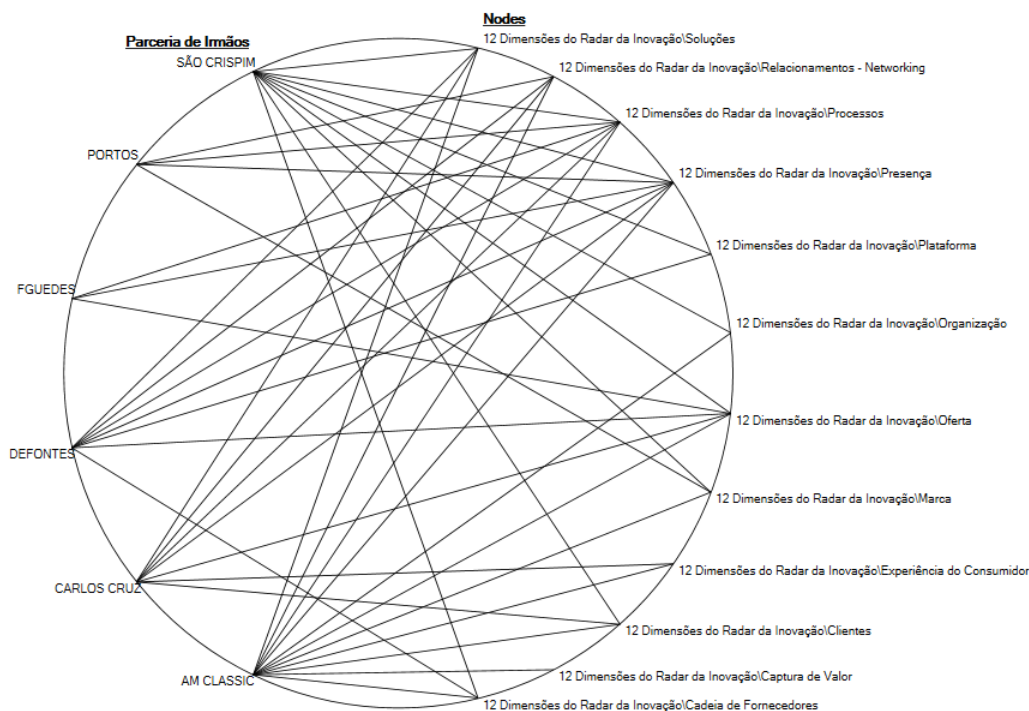 Parceria de Irmãos
SÃO CRISPIM
PORTOS
FGUEDES
DEFONTES
CARLOS CRUZ
AM CLASSIC
Nodes
12 Dimensões do Radar da Inovação\Soluções
12 Dimensões do Radar da Inovação\Relacionamentos - Networking
12 Dimensões do Radar da Inovação\Processos
12 Dimensões do Radar da Inovação\Presença
12 Dimensões do Radar da Inovação\Plataforma
12 Dimensões do Radar da Inovação\Organização
12 Dimensões do Radar da Inovação\Oferta
12 Dimensões do Radar da Inovação\Marca
12 Dimensões do Radar da Inovação\Experiência do Consumidor
12 Dimensões do Radar da Inovação\Clientes
12 Dimensões do Radar da Inovação\Captura de Valor
12 Dimensões do Radar da Inovação\Cadeia de Fornecedores